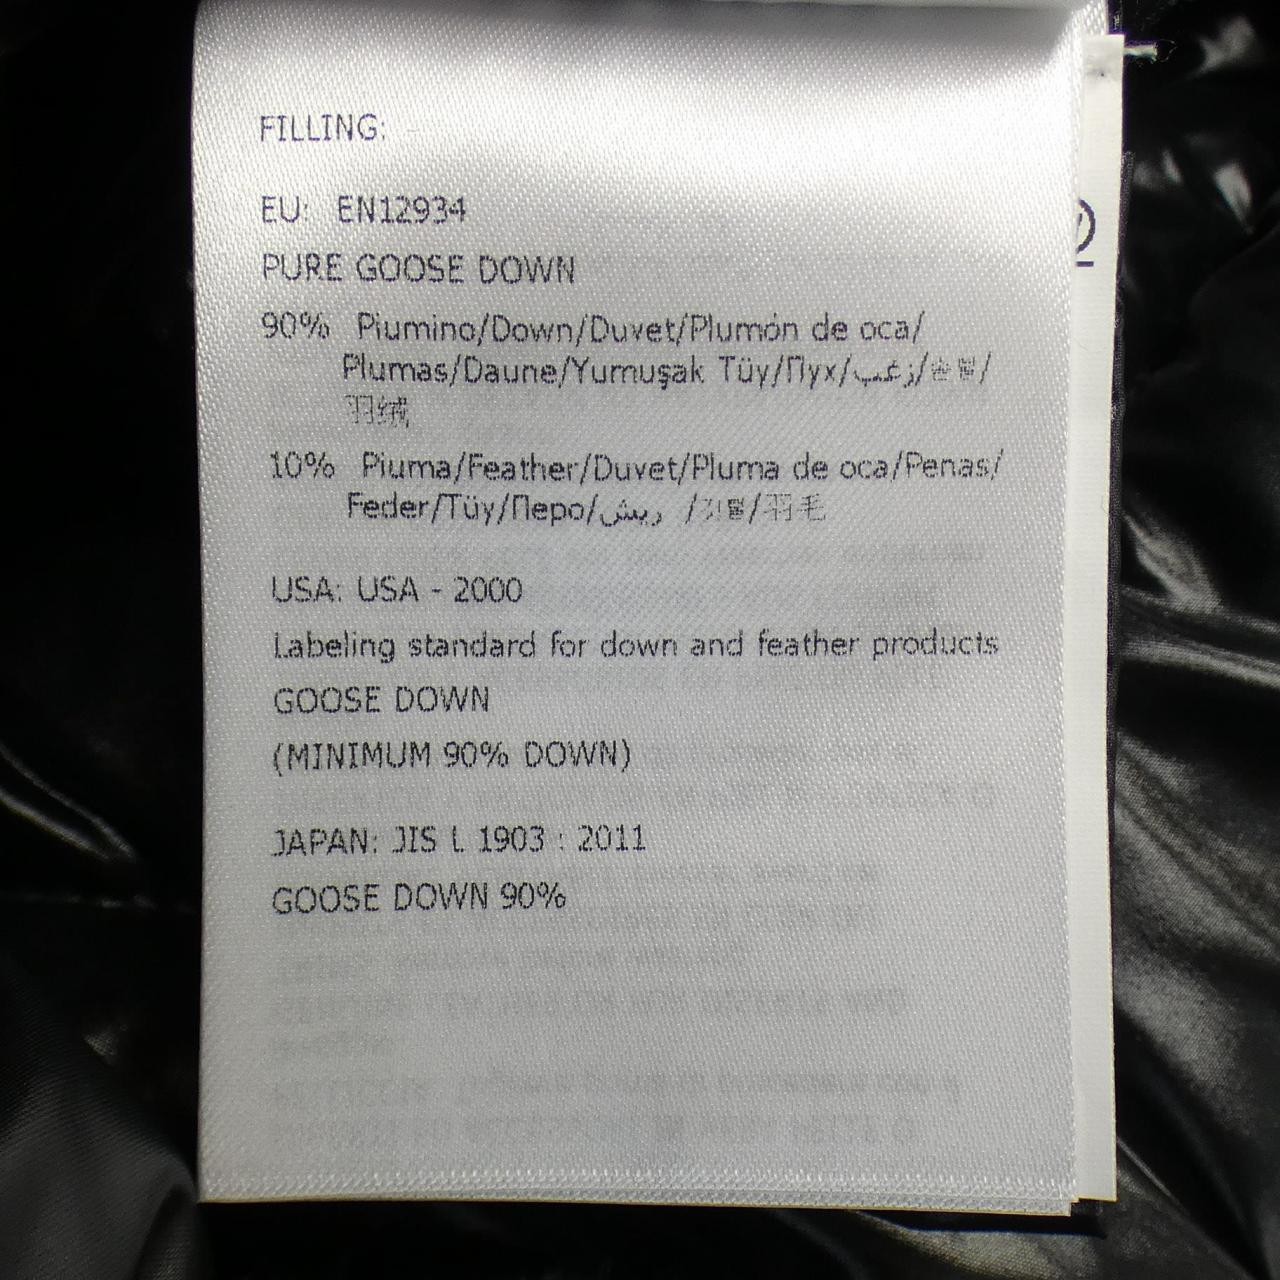 FILLING:
EU: EN12934
PURE GOOSE DOWN
90% Piumino/Down/Duvet/Plumón de oca/
Plumas/Daune/Yumuşak Tüy/Пух/زغب/솜털/
羽绒
10% Piuma/Feather/Duvet/Pluma de oca/Penas/
Feder/Tüy/Перо/ريش /깃털/羽毛
USA: USA - 2000
Labeling standard for down and feather products
GOOSE DOWN
(MINIMUM 90% DOWN)
JAPAN: JIS L 1903 : 2011
GOOSE DOWN 90%